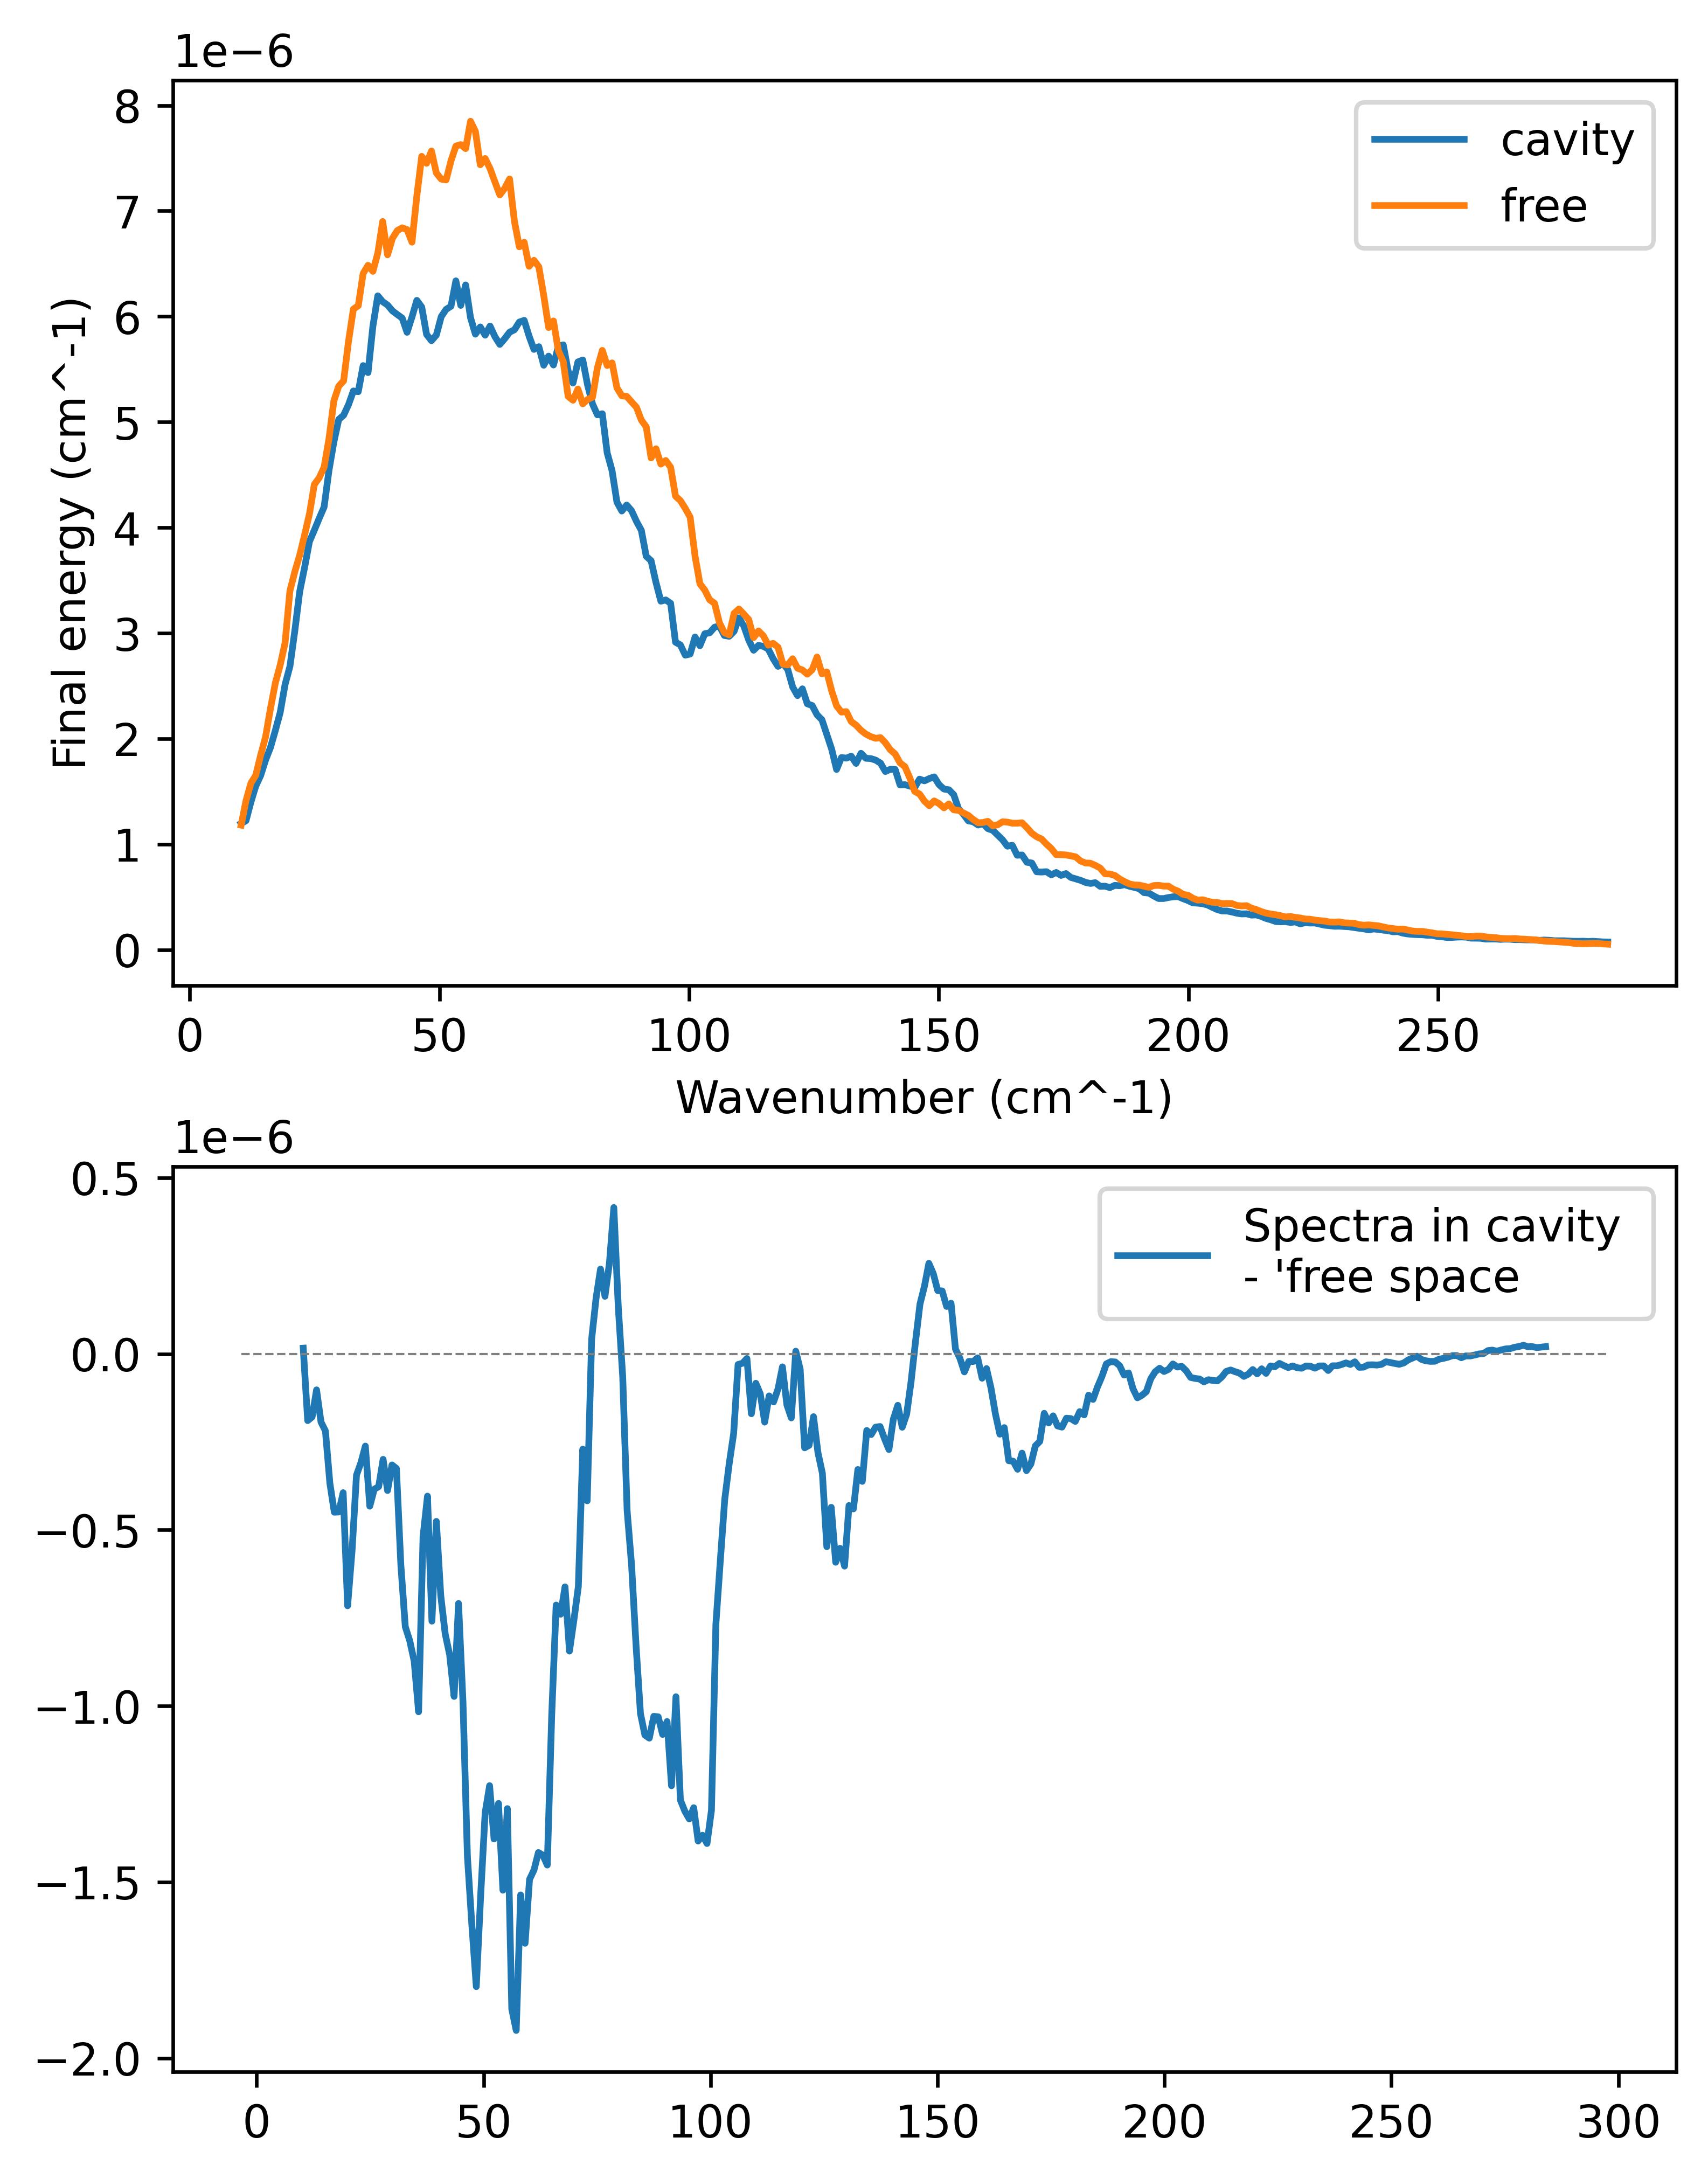 1e−6
8
7
6
5
4
3
2
1
0
Final energy (cm^-1)
cavity
free
0 50 100 150 200 250
Wavenumber (cm^-1)
1e−6
0.5
0.0
−0.5
−1.0
−1.5
−2.0
Spectra in cavity
- 'free space
0 50 100 150 200 250 300